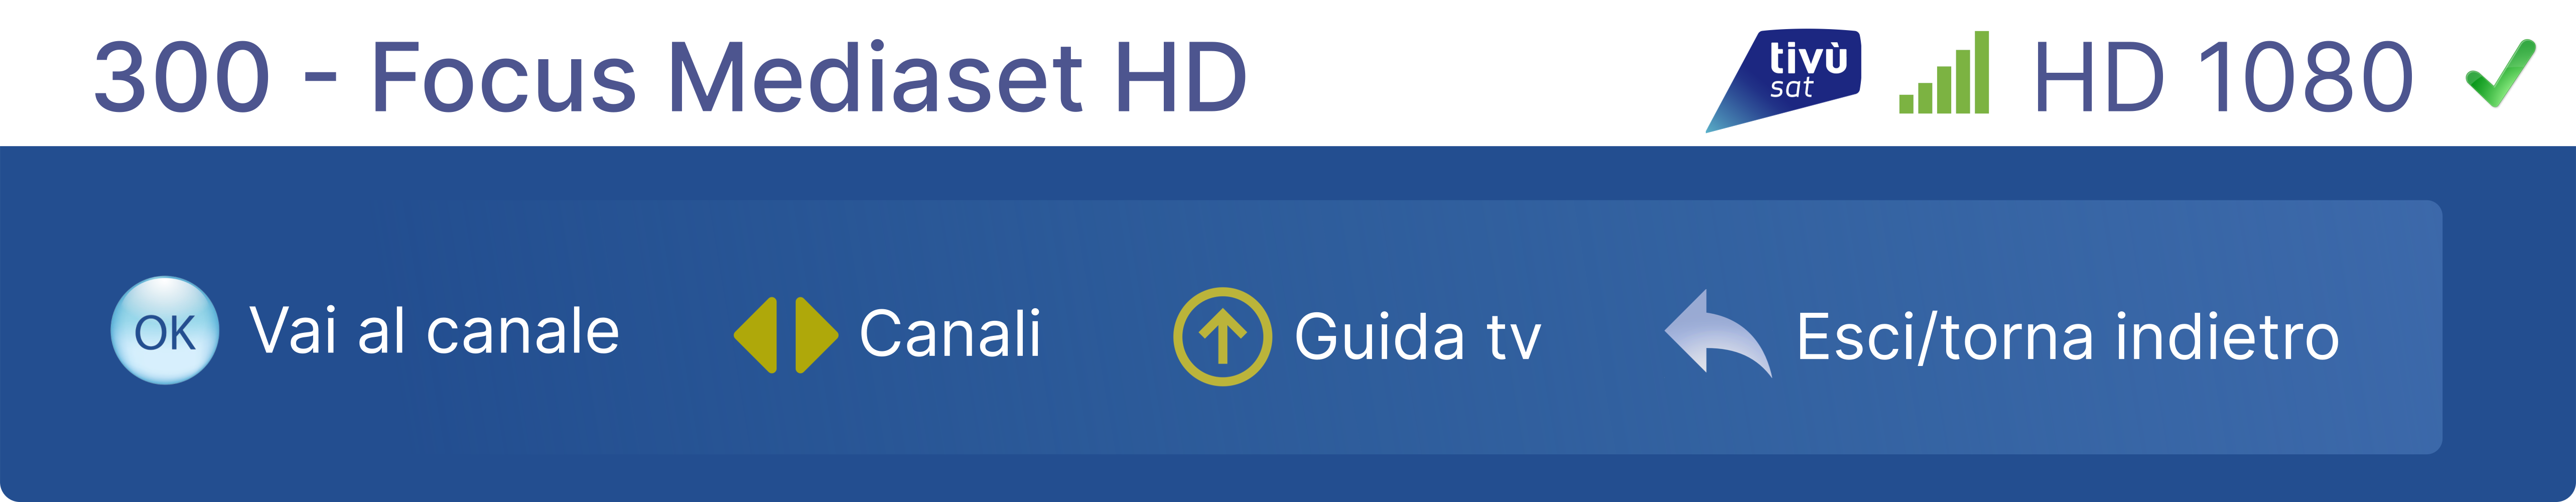 300 - Focus Mediaset HD
tivù
sat
HD 1080
OK Vai al canale
Canali
Guida tv
Esci/torna indietro